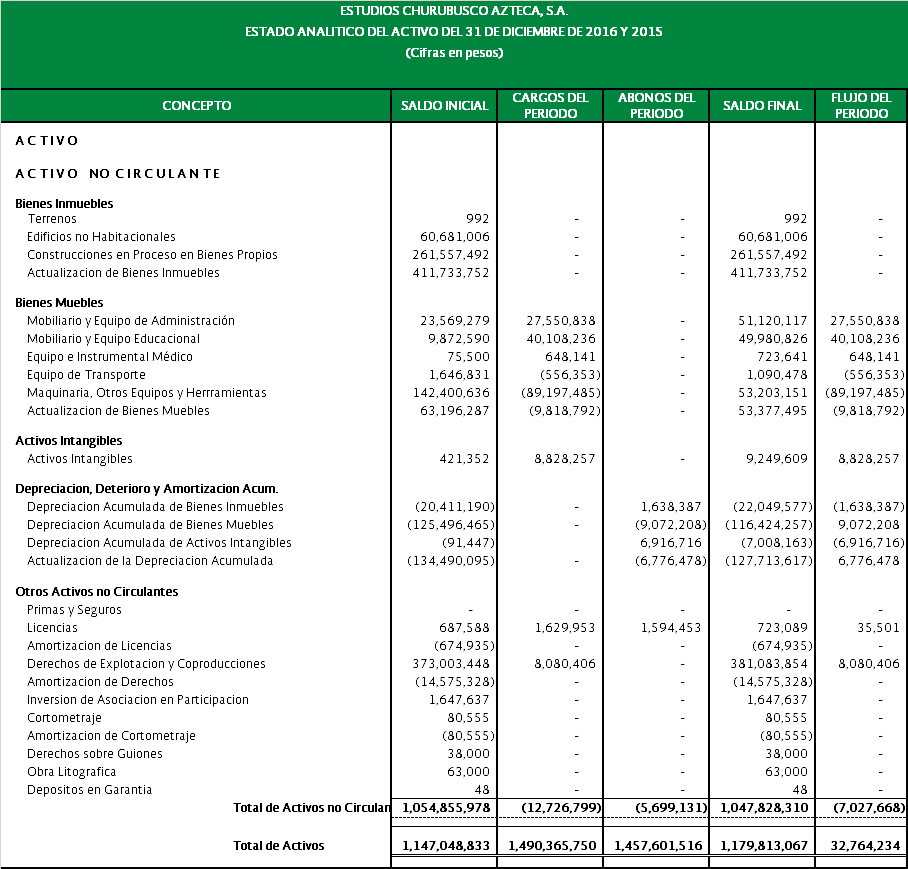 ESTUDIOS CHURUBUSCO AZTECA, S.A.
ESTADO ANALITICO DEL ACTIVO DEL 31 DE DICIEMBRE DE 2016 Y 2015
(Cifras en pesos)
CONCEPTO SALDO INICIAL CARGOS DEL PERIODO ABONOS DEL PERIODO SALDO FINAL FLUJO DEL PERIODO
A C T I V O
A C T I V O NO C I R C U L A N T E
Bienes Inmuebles
Terrenos 992 - - 992 -
Edificios no Habitacionales 60,681,006 - - 60,681,006 -
Construcciones en Proceso en Bienes Propios 261,557,492 - - 261,557,492 -
Actualizacion de Bienes Inmuebles 411,733,752 - - 411,733,752 -
Bienes Muebles
Mobiliario y Equipo de Administración 23,569,279 27,550,838 - 51,120,117 27,550,838
Mobiliario y Equipo Educacional 9,872,590 40,108,236 - 49,980,826 40,108,236
Equipo e Instrumental Médico 75,500 648,141 - 723,641 648,141
Equipo de Transporte 1,646,831 (556,353) - 1,090,478 (556,353)
Maquinaria, Otros Equipos y Herrramientas 142,400,636 (89,197,485) - 53,203,151 (89,197,485)
Actualizacion de Bienes Muebles 63,196,287 (9,818,792) - 53,377,495 (9,818,792)
Activos Intangibles
Activos Intangibles 421,352 8,828,257 - 9,249,609 8,828,257
Depreciacion, Deterioro y Amortizacion Acum.
Depreciacion Acumulada de Bienes Inmuebles (20,411,190) - 1,638,387 (22,049,577) (1,638,387)
Depreciacion Acumulada de Bienes Muebles (125,496,465) - (9,072,208) (116,424,257) 9,072,208
Depreciacion Acumulada de Activos Intangibles (91,447) - 6,916,716 (7,008,163) (6,916,716)
Actualizacion de la Depreciacion Acumulada (134,490,095) - (6,776,478) (127,713,617) 6,776,478
Otros Activos no Circulantes
Primas y Seguros - - - - -
Licencias 687,588 1,629,953 1,594,453 723,089 35,501
Amortizacion de Licencias (674,935) - - (674,935) -
Derechos de Explotacion y Coproducciones 373,003,448 8,080,406 - 381,083,854 8,080,406
Amortizacion de Derechos (14,575,328) - - (14,575,328) -
Inversion de Asociacion en Participacion 1,647,637 - - 1,647,637 -
Cortometraje 80,555 - - 80,555 -
Amortizacion de Cortometraje (80,555) - - (80,555) -
Derechos sobre Guiones 38,000 - - 38,000 -
Obra Litografica 63,000 - - 63,000 -
Depositos en Garantia 48 - - 48 -
Total de Activos no Circulan 1,054,855,978 (12,726,799) (5,699,131) 1,047,828,310 (7,027,668)
Total de Activos 1,147,048,833 1,490,365,750 1,457,601,516 1,179,813,067 32,764,234